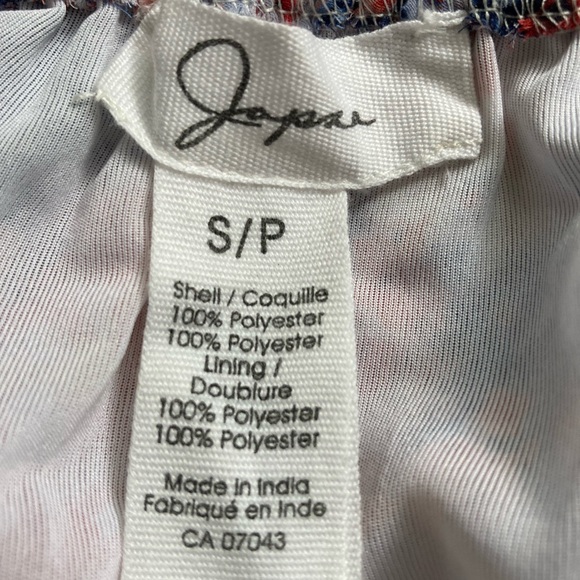 Japna
S/P
Shell / Coquille
100% Polyester
100% Polyester
Lining /
Doublure
100% Polyester
100% Polyester
Made in India
Fabriqué en Inde
CA 07043